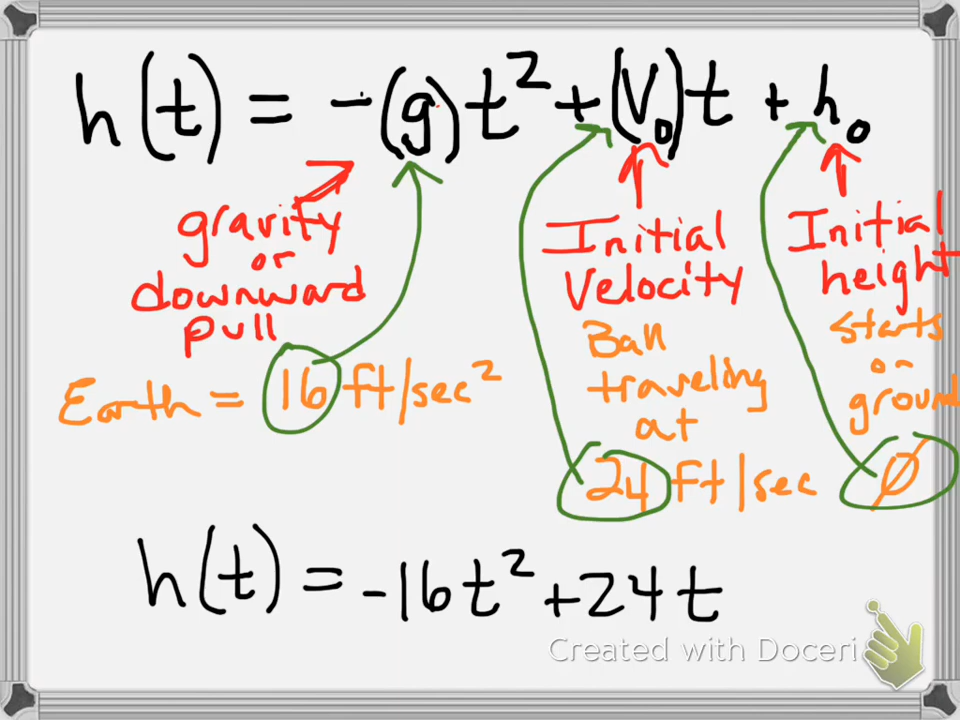 h(t) = -(g)t² + (V₀)t + h₀
gravity
or
downward
pull
Initial
Velocity
Initial
height
Earth = 16 ft/sec²
Ball
traveling
at
24 ft/sec
starts
on
ground
∅
h(t) = -16t² +24t
Created with Doceri